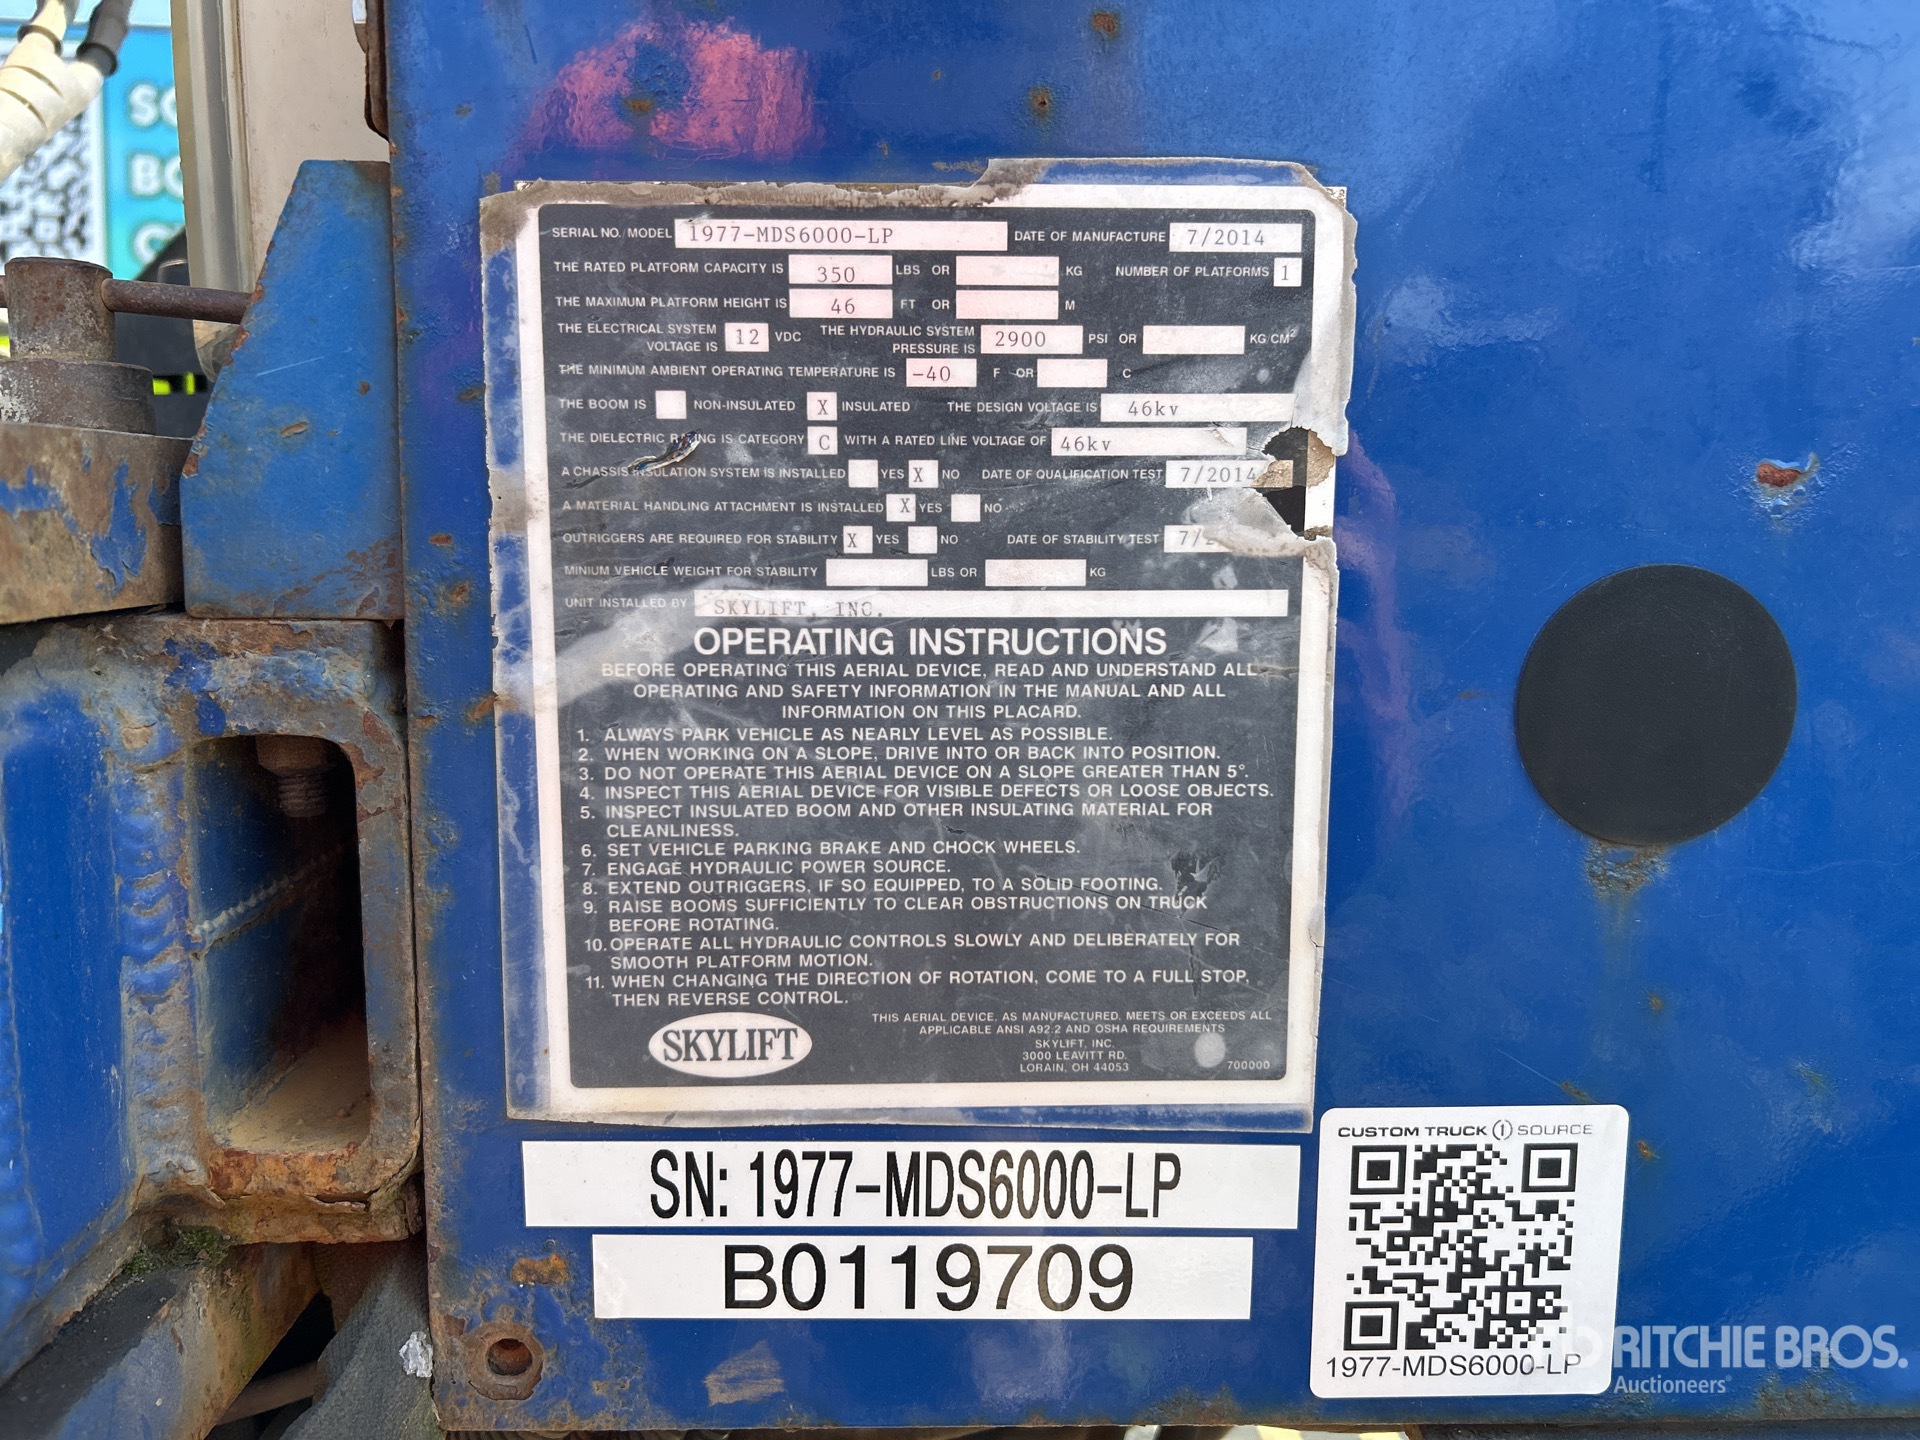 SERIAL NO./MODEL 1977-MDS6000-LP DATE OF MANUFACTURE 7/2014
THE RATED PLATFORM CAPACITY IS 350 LBS OR KG NUMBER OF PLATFORMS 1
THE MAXIMUM PLATFORM HEIGHT IS 46 FT OR M
THE ELECTRICAL SYSTEM VOLTAGE IS 12 VDC THE HYDRAULIC SYSTEM PRESSURE IS 2900 PSI OR KG/CM²
THE MINIMUM AMBIENT OPERATING TEMPERATURE IS -40 F OR C
THE BOOM IS NON-INSULATED X INSULATED THE DESIGN VOLTAGE IS 46kv
THE DIELECTRIC RATING IS CATEGORY C WITH A RATED LINE VOLTAGE OF 46kv
A CHASSIS INSULATION SYSTEM IS INSTALLED YES X NO DATE OF QUALIFICATION TEST 7/2014
A MATERIAL HANDLING ATTACHMENT IS INSTALLED X YES NO
OUTRIGGERS ARE REQUIRED FOR STABILITY X YES NO DATE OF STABILITY TEST 7/
MINIUM VEHICLE WEIGHT FOR STABILITY LBS OR KG
UNIT INSTALLED BY SKYLIFT, INC.
OPERATING INSTRUCTIONS
BEFORE OPERATING THIS AERIAL DEVICE, READ AND UNDERSTAND ALL
OPERATING AND SAFETY INFORMATION IN THE MANUAL AND ALL
INFORMATION ON THIS PLACARD.
1. ALWAYS PARK VEHICLE AS NEARLY LEVEL AS POSSIBLE.
2. WHEN WORKING ON A SLOPE, DRIVE INTO OR BACK INTO POSITION.
3. DO NOT OPERATE THIS AERIAL DEVICE ON A SLOPE GREATER THAN 5°.
4. INSPECT THIS AERIAL DEVICE FOR VISIBLE DEFECTS OR LOOSE OBJECTS.
5. INSPECT INSULATED BOOM AND OTHER INSULATING MATERIAL FOR
CLEANLINESS.
6. SET VEHICLE PARKING BRAKE AND CHOCK WHEELS.
7. ENGAGE HYDRAULIC POWER SOURCE.
8. EXTEND OUTRIGGERS, IF SO EQUIPPED, TO A SOLID FOOTING.
9. RAISE BOOMS SUFFICIENTLY TO CLEAR OBSTRUCTIONS ON TRUCK
BEFORE ROTATING.
10. OPERATE ALL HYDRAULIC CONTROLS SLOWLY AND DELIBERATELY FOR
SMOOTH PLATFORM MOTION.
11. WHEN CHANGING THE DIRECTION OF ROTATION, COME TO A FULL STOP,
THEN REVERSE CONTROL.
SKYLIFT
THIS AERIAL DEVICE, AS MANUFACTURED, MEETS OR EXCEEDS ALL
APPLICABLE ANSI A92.2 AND OSHA REQUIREMENTS
SKYLIFT, INC.
3000 LEAVITT RD.
LORAIN, OH 44053
700000
SN: 1977-MDS6000-LP
B0119709
CUSTOM TRUCK 1 SOURCE
1977-MDS6000-LP
RITCHIE BROS.
Auctioneers